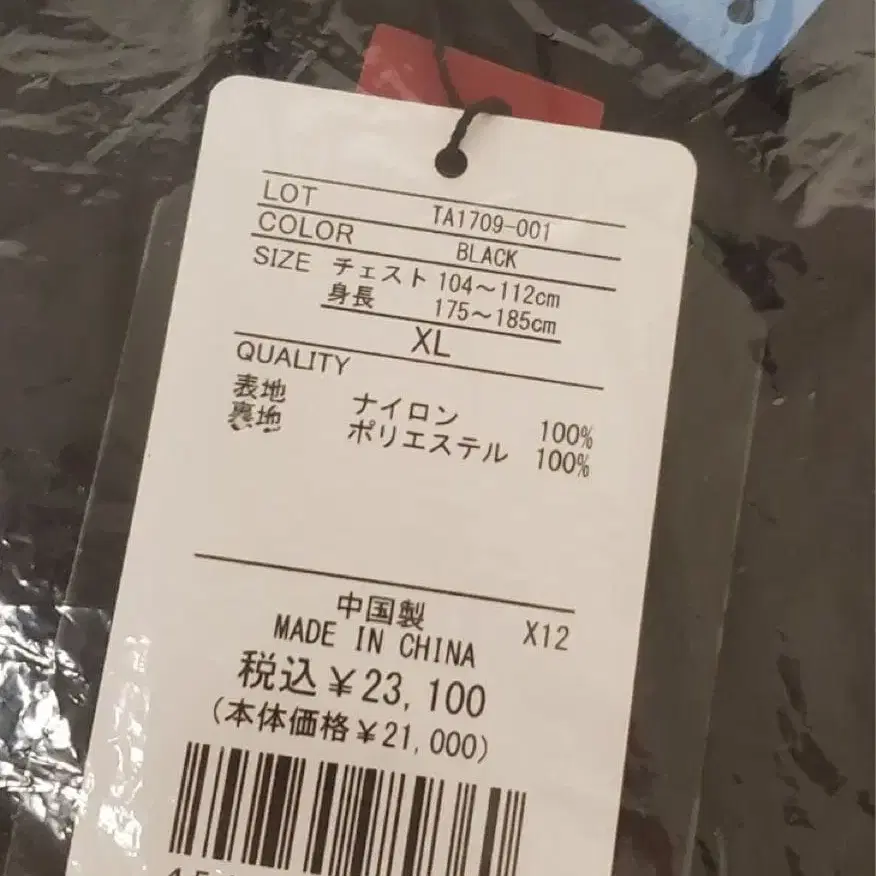 LOT TA1709-001
COLOR BLACK
SIZE チェスト 104～112cm
身長 175～185cm
XL
QUALITY
表地 ナイロン 100%
裏地 ポリエステル 100%
中国製
MADE IN CHINA X12
税込¥23,100
(本体価格¥21,000)